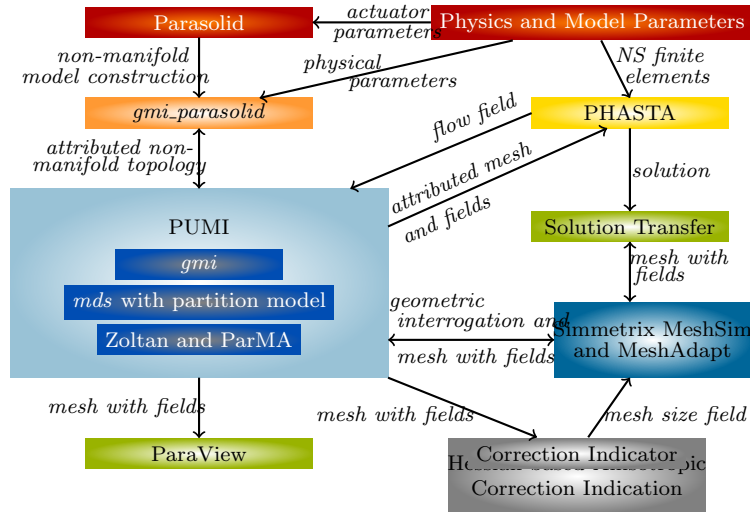 Parasolid
actuator
parameters
Physics and Model Parameters
non-manifold
model construction
physical
parameters
NS finite
elements
gmi_parasolid
flow field
PHASTA
attributed non-
manifold topology
attributed mesh
and fields
solution
PUMI
Solution Transfer
gmi
mesh with
fields
mds with partition model
geometric
interrogation and
Zoltan and ParMA
mesh with fields
Simmetrix MeshSim
and MeshAdapt
mesh with fields
mesh with fields
mesh size field
ParaView
Correction Indicator
Hessian-based Anisotropic
Correction Indication